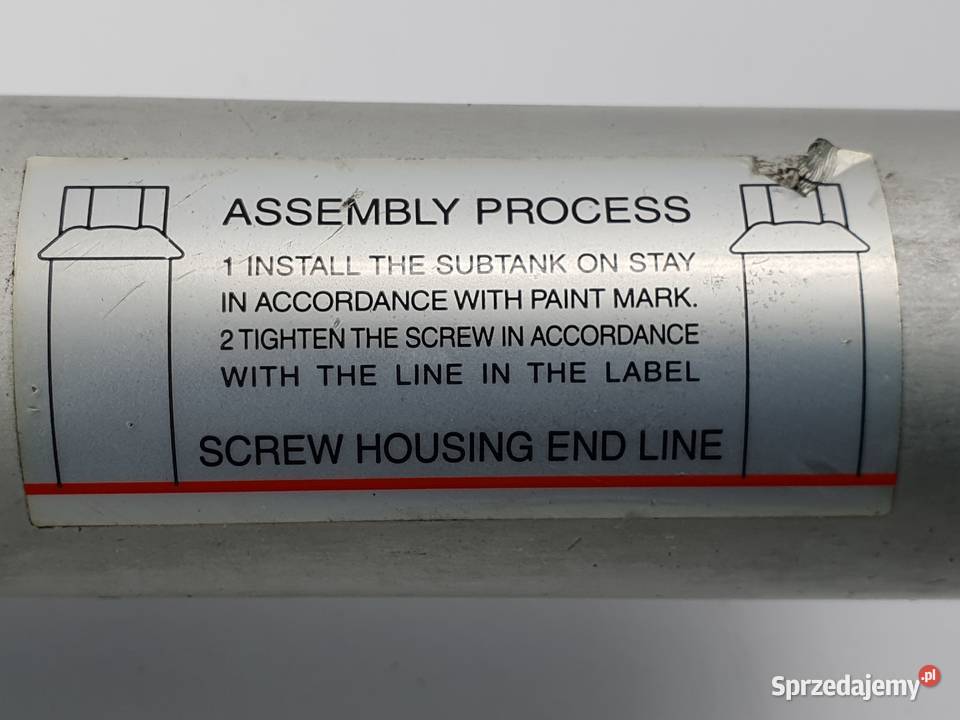 ASSEMBLY PROCESS
1 INSTALL THE SUBTANK ON STAY
IN ACCORDANCE WITH PAINT MARK.
2 TIGHTEN THE SCREW IN ACCORDANCE
WITH THE LINE IN THE LABEL
SCREW HOUSING END LINE
Sprzedajemy.pl